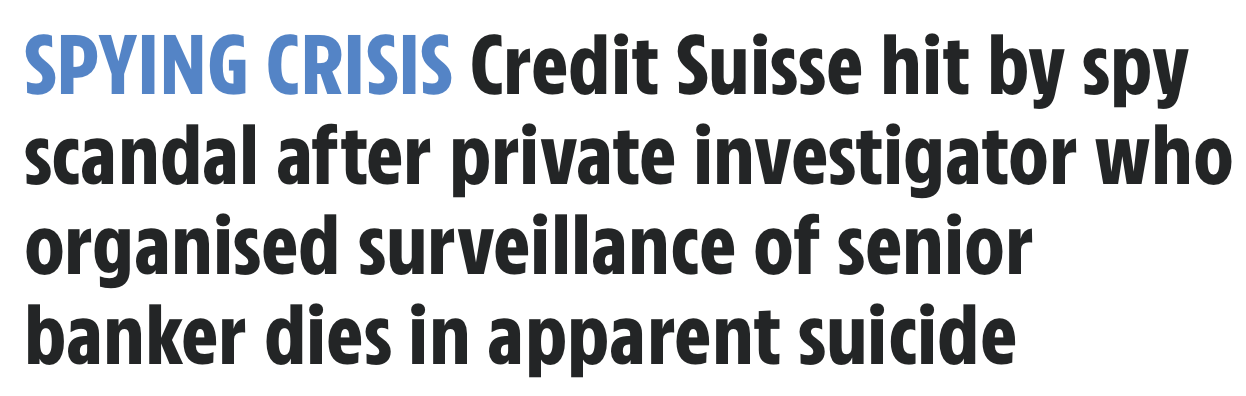 SPYING CRISIS Credit Suisse hit by spy
scandal after private investigator who
organised surveillance of senior
banker dies in apparent suicide